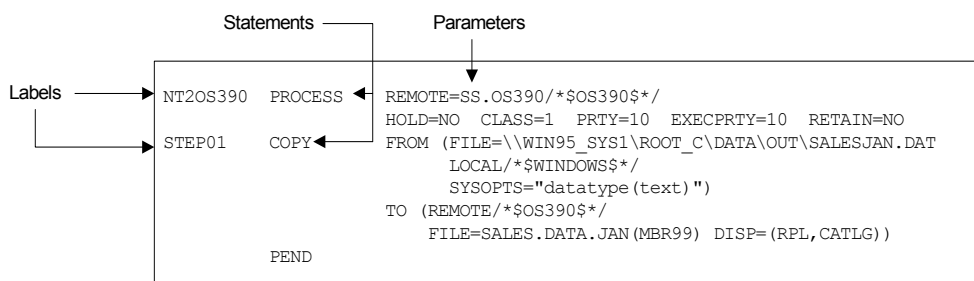 Statements Parameters
Labels
NT2OS390 PROCESS REMOTE=SS.OS390/*$OS390$*/
HOLD=NO CLASS=1 PRTY=10 EXECPRTY=10 RETAIN=NO
STEP01 COPY FROM (FILE=\\WIN95_SYS1\ROOT_C\DATA\OUT\SALESJAN.DAT
LOCAL/*$WINDOWS$*/
SYSOPTS="datatype(text)")
TO (REMOTE/*$OS390$*/
FILE=SALES.DATA.JAN(MBR99) DISP=(RPL,CATLG))
PEND